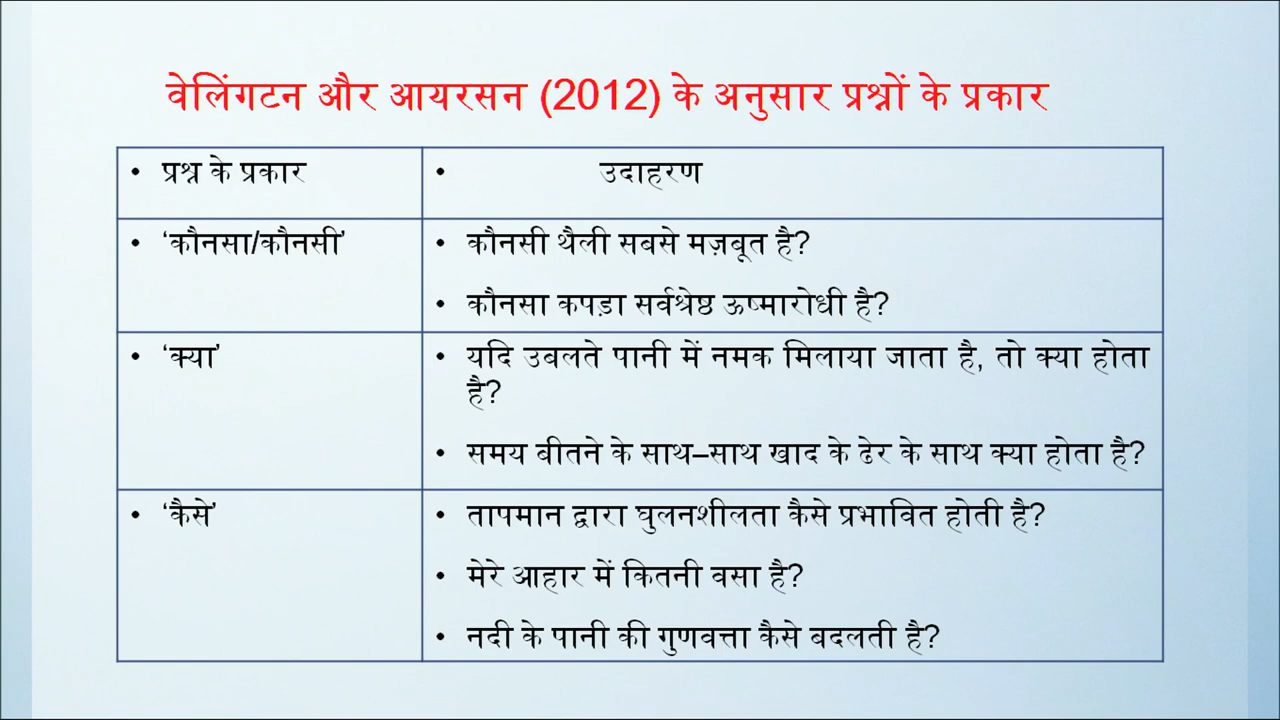 वेलिंगटन और आयरसन (2012) के अनुसार प्रश्नों के प्रकार
• प्रश्न के प्रकार
• उदाहरण
• ‘कौनसा/कौनसी’
• कौनसी थैली सबसे मज़बूत है?
• कौनसा कपड़ा सर्वश्रेष्ठ ऊष्मारोधी है?
• ‘क्या’
• यदि उबलते पानी में नमक मिलाया जाता है, तो क्या होता
है?
• समय बीतने के साथ–साथ खाद के ढेर के साथ क्या होता है?
• ‘कैसे’
• तापमान द्वारा घुलनशीलता कैसे प्रभावित होती है?
• मेरे आहार में कितनी वसा है?
• नदी के पानी की गुणवत्ता कैसे बदलती है?